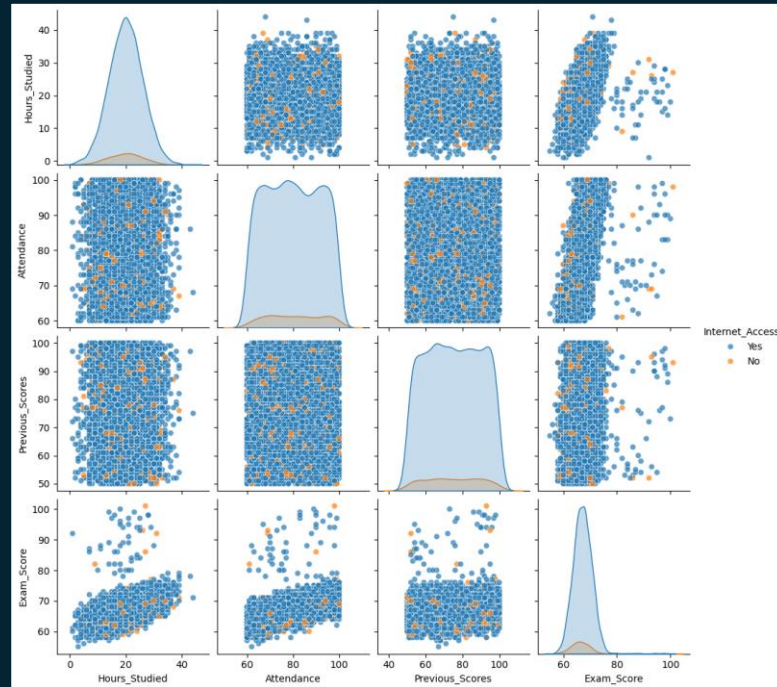 Hours_Studied
40
30
20
10
0
Attendance
100
90
80
70
60
Internet_Access
Yes
No
Previous_Scores
100
90
80
70
60
50
Exam_Score
100
90
80
70
60
0 20 40
60 80 100
40 60 80 100
60 80 100
Hours_Studied Attendance Previous_Scores Exam_Score